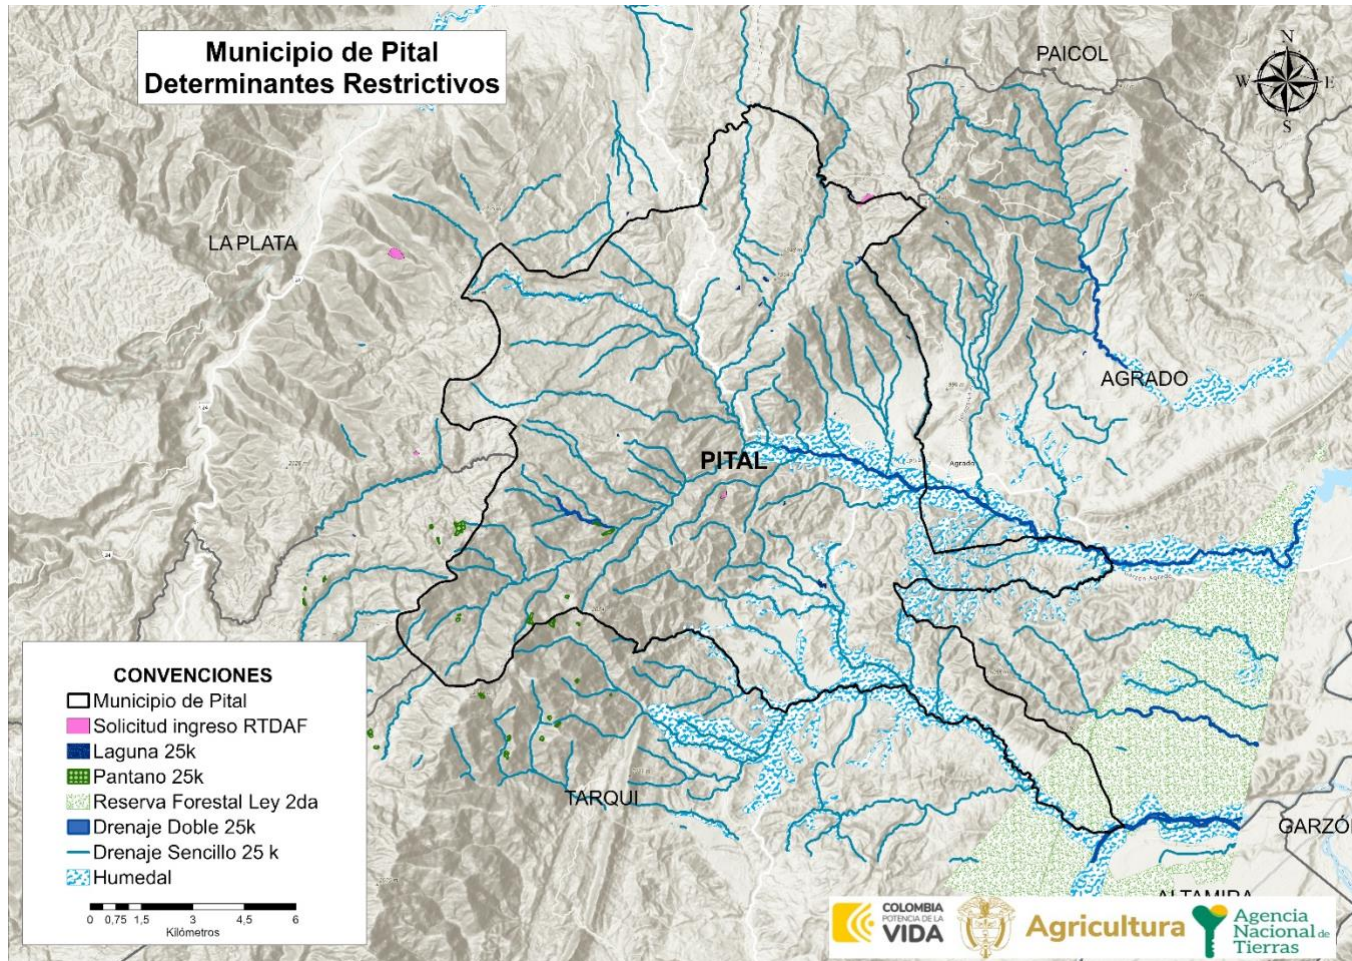 Municipio de Pital
Determinantes Restrictivos
PAICOL
N
W
E
S
LA PLATA
AGRADO
PITAL
Agrado
TARQUI
GARZÓN
ALTAMIRA
CONVENCIONES
Municipio de Pital
Solicitud ingreso RTDAF
Laguna 25k
Pantano 25k
Reserva Forestal Ley 2da
Drenaje Doble 25k
Drenaje Sencillo 25 k
Humedal
0 0,75 1,5 3 4,5 6
Kilómetros
COLOMBIA
POTENCIA DE LA
VIDA
Agricultura
Agencia
Nacional de
Tierras